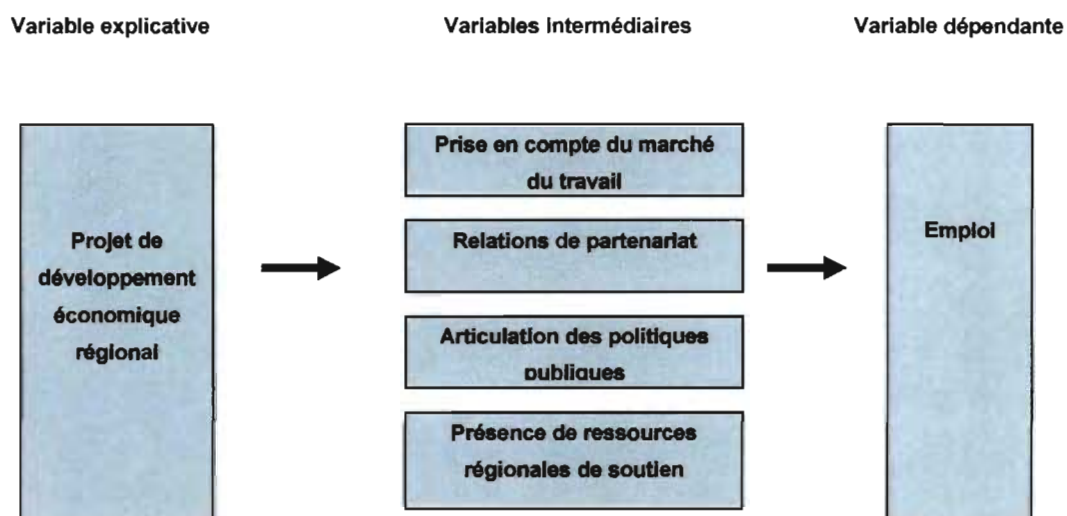 Variable explicative
Variables Intermédiaires
Variable dépendante
Projet de
développement
économique
régional
Prise en compte du marché
du travail
Relations de partenariat
Articulation des politiques
publiques
Présence de ressources
régionales de soutien
Emploi